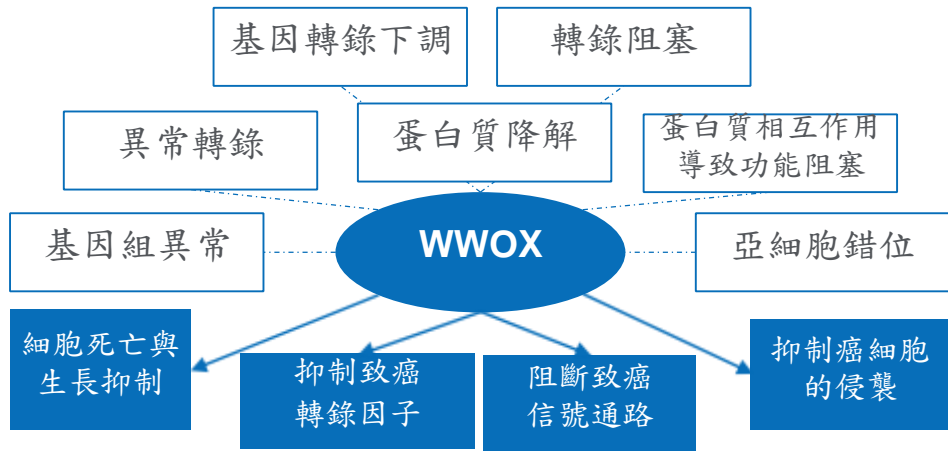 基因轉錄下調
轉錄阻塞
異常轉錄
蛋白質降解
蛋白質相互作用
導致功能阻塞
基因組異常
WWOX
亞細胞錯位
細胞死亡與
生長抑制
抑制致癌
轉錄因子
阻斷致癌
信號通路
抑制癌細胞
的侵襲